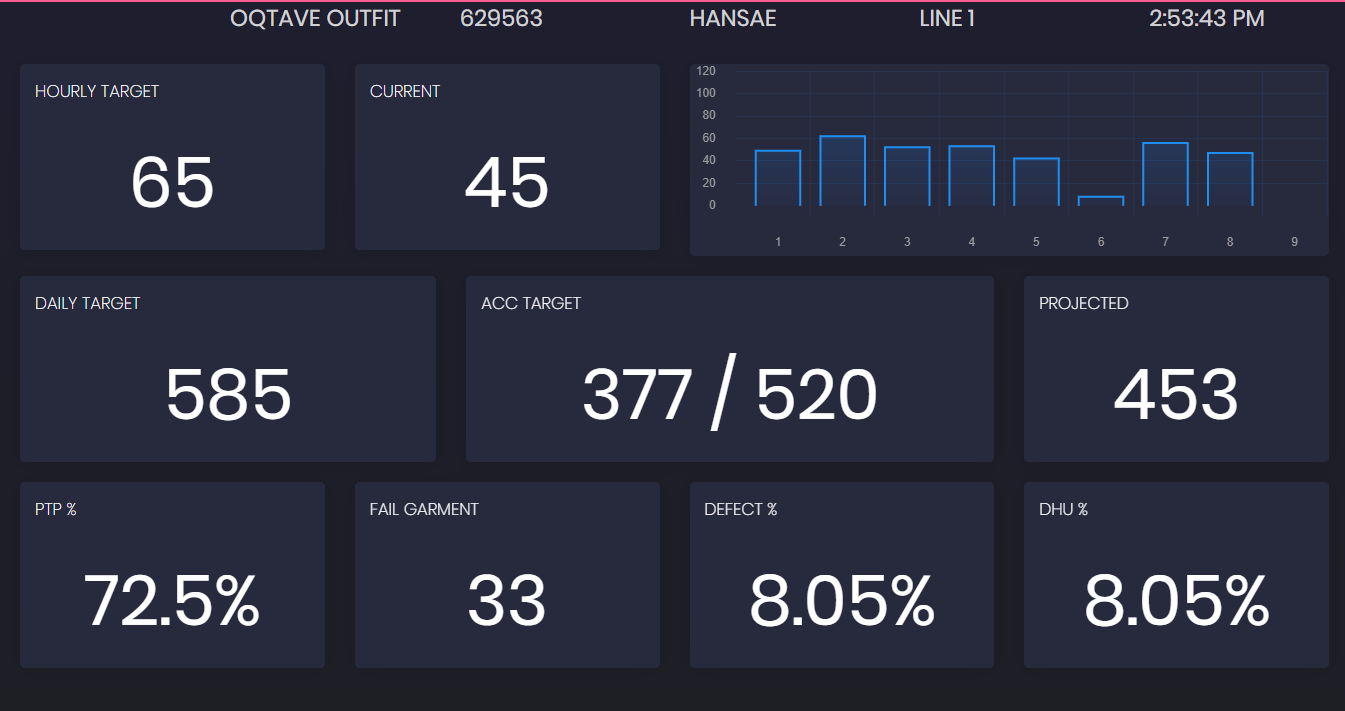 OQTAVE OUTFIT 629563 HANSAE LINE 1 2:53:43 PM
HOURLY TARGET
65
CURRENT
45
120
100
80
60
40
20
0
1 2 3 4 5 6 7 8 9
DAILY TARGET
585
ACC TARGET
377 / 520
PROJECTED
453
PTP %
72.5%
FAIL GARMENT
33
DEFECT %
8.05%
DHU %
8.05%